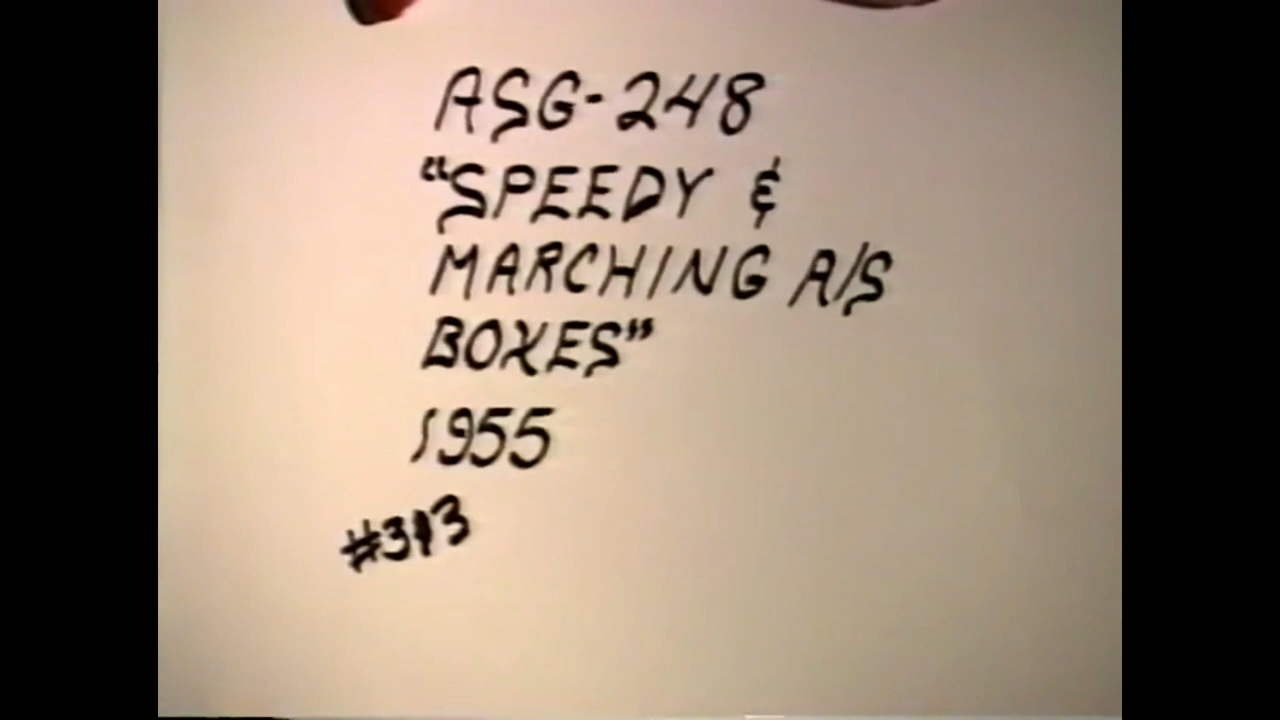 ASG-248
"SPEEDY &
MARCHING A/S
BOXES"
1955
#313